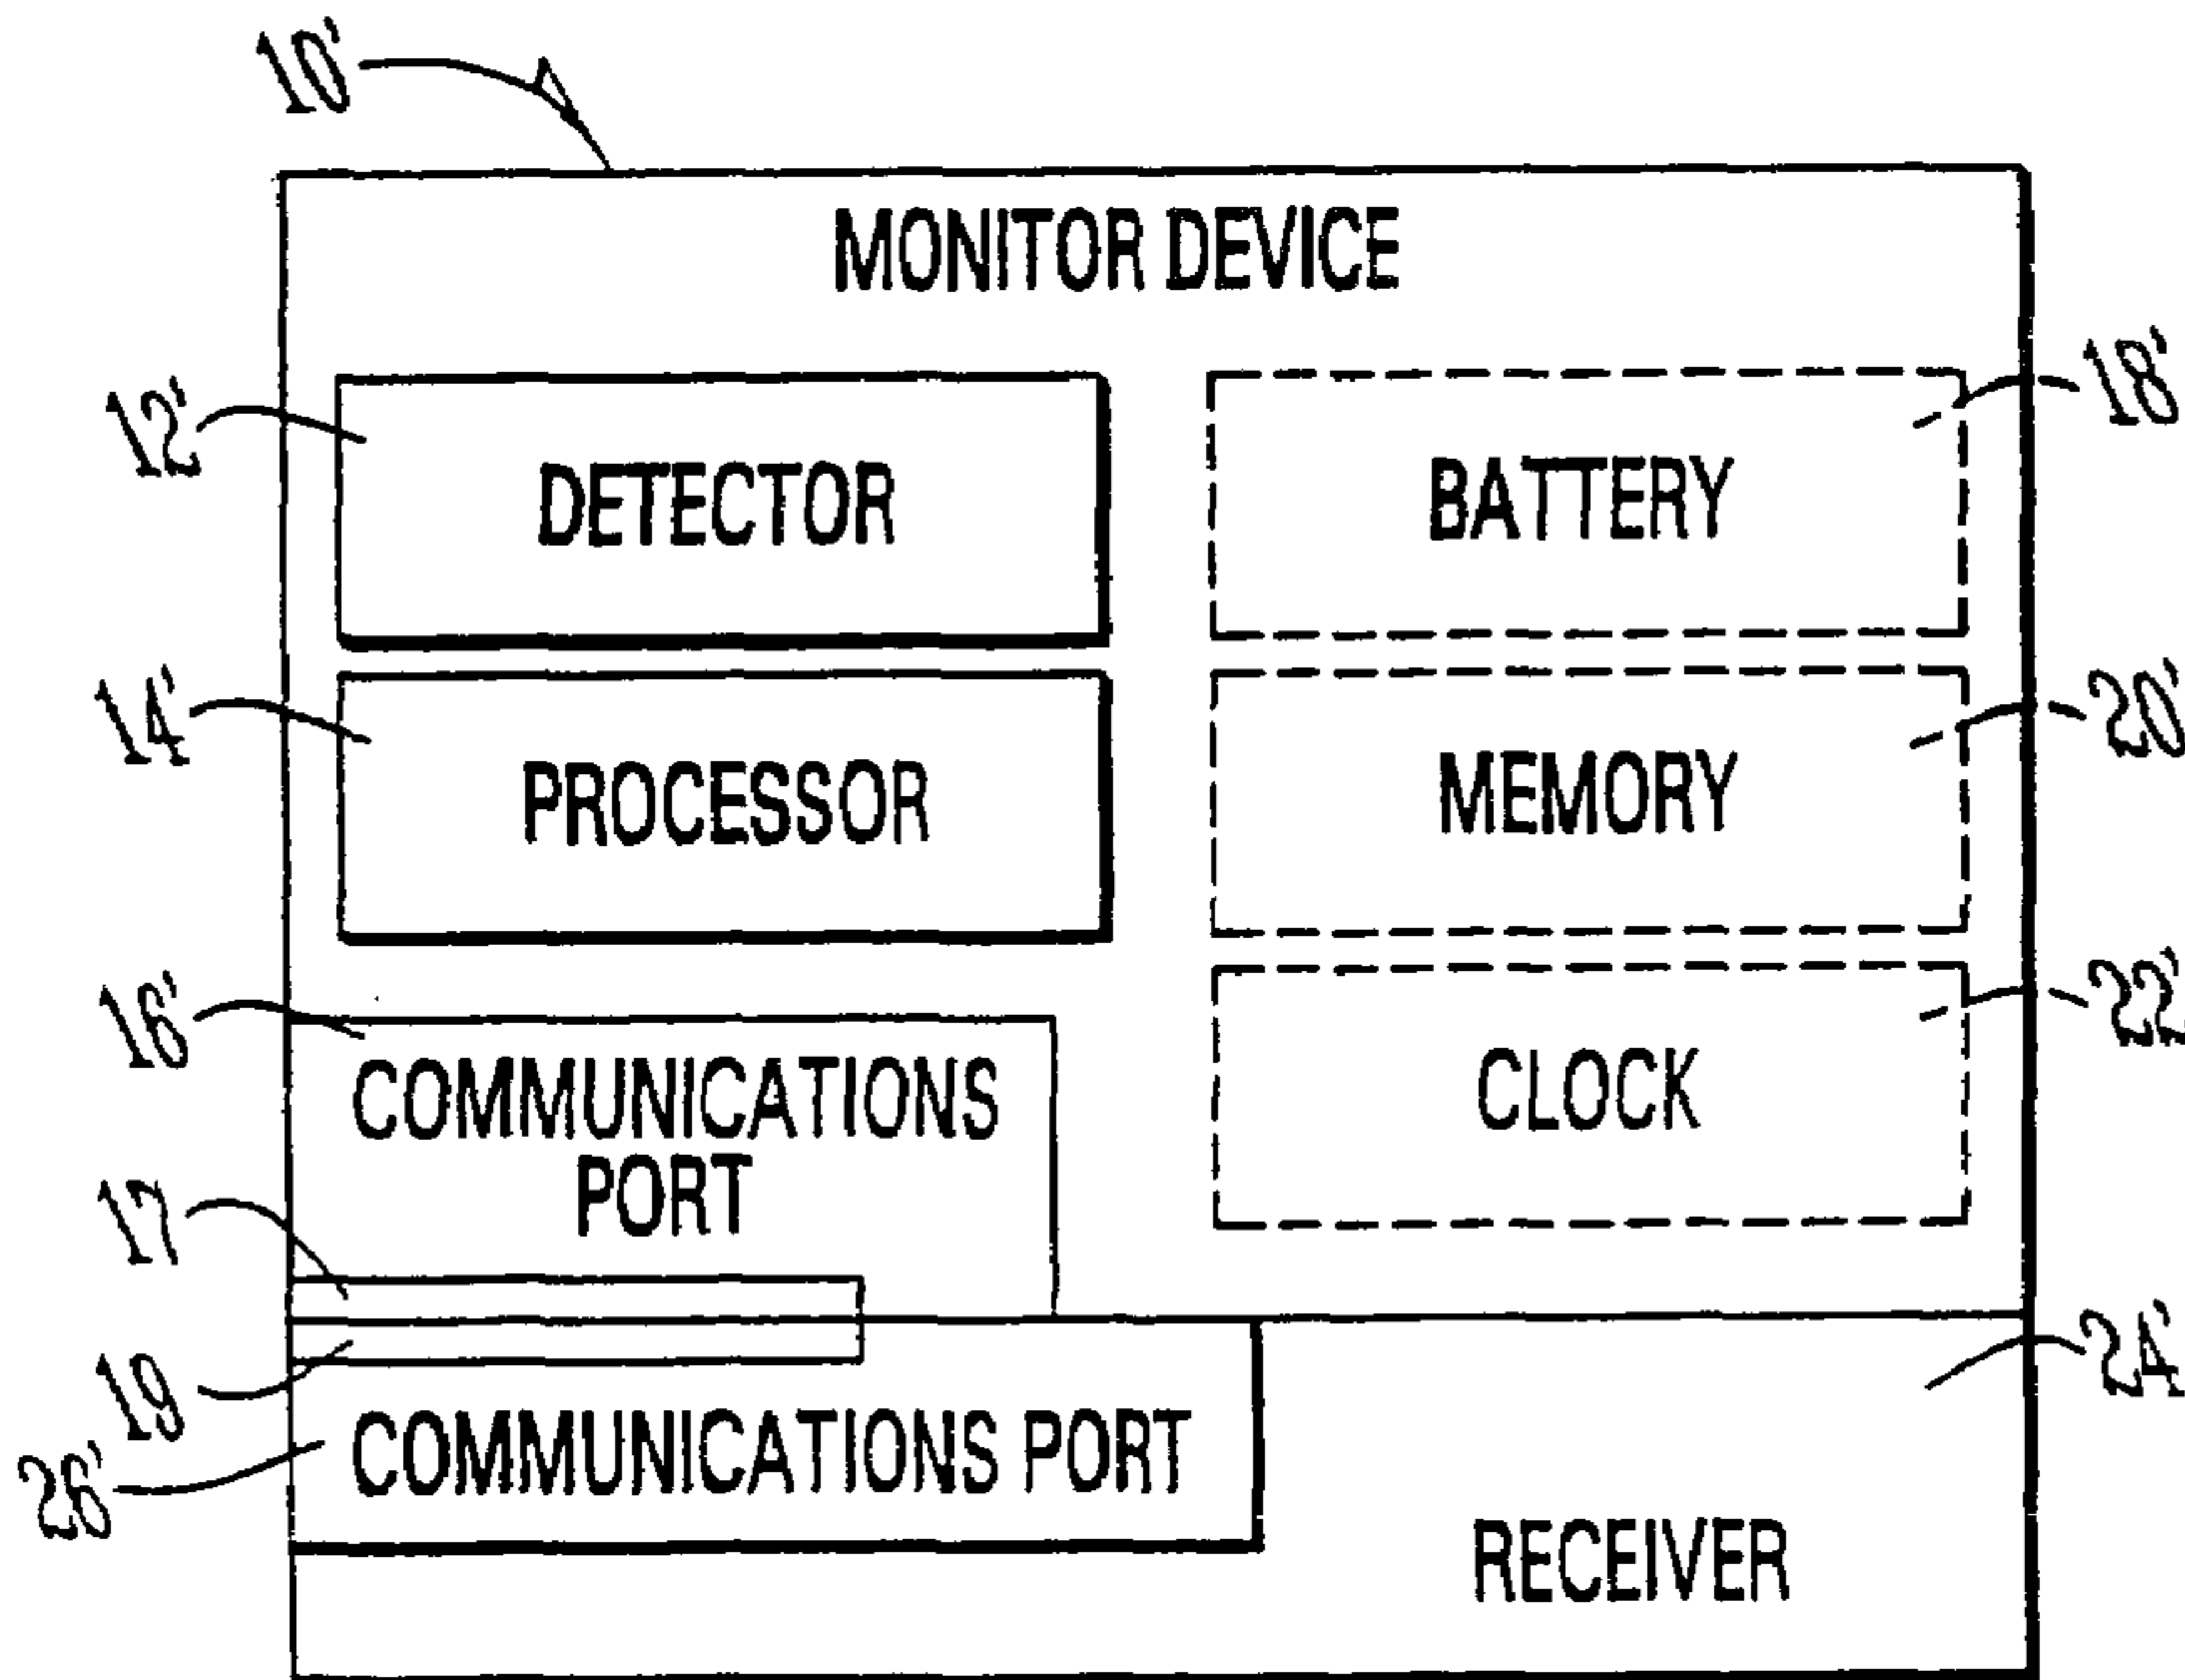 10'
MONITOR DEVICE
12'
DETECTOR
BATTERY
18'
14'
PROCESSOR
MEMORY
20'
16'
COMMUNICATIONS
PORT
CLOCK
22'
17
19
24'
26'
COMMUNICATIONS PORT
RECEIVER